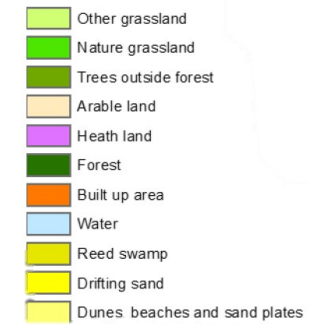 Other grassland
Nature grassland
Trees outside forest
Arable land
Heath land
Forest
Built up area
Water
Reed swamp
Drifting sand
Dunes beaches and sand plates